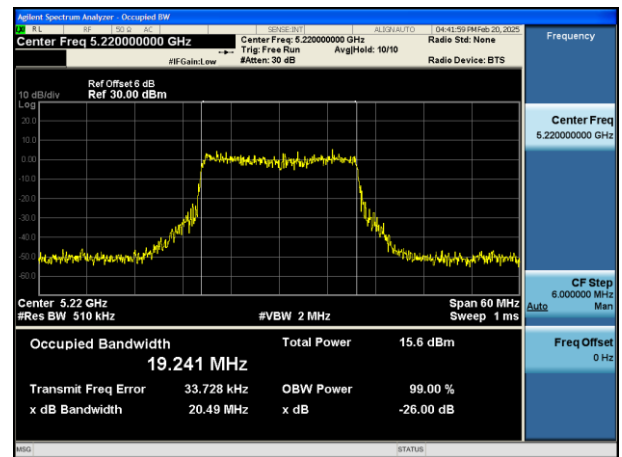 Agilent Spectrum Analyzer - Occupied BW
RL RF 50 Ω AC SENSE:INT ALIGNAUTO 04:41:59 PM Feb 20, 2025
Center Freq 5.220000000 GHz
Center Freq: 5.220000000 GHz
Radio Std: None
Trig: Free Run Avg|Hold: 10/10
#IFGain:Low #Atten: 30 dB Radio Device: BTS
Frequency
Ref Offset 6 dB
10 dB/div Ref 30.00 dBm
Log
20.0
10.0
0.00
-10.0
-20.0
-30.0
-40.0
-50.0
-60.0
Center Freq
5.220000000 GHz
Center 5.22 GHz Span 60 MHz
#Res BW 510 kHz #VBW 2 MHz Sweep 1 ms
CF Step
6.000000 MHz
Auto Man
Occupied Bandwidth Total Power 15.6 dBm
19.241 MHz
Transmit Freq Error 33.728 kHz OBW Power 99.00 %
x dB Bandwidth 20.49 MHz x dB -26.00 dB
Freq Offset
0 Hz
MSG STATUS